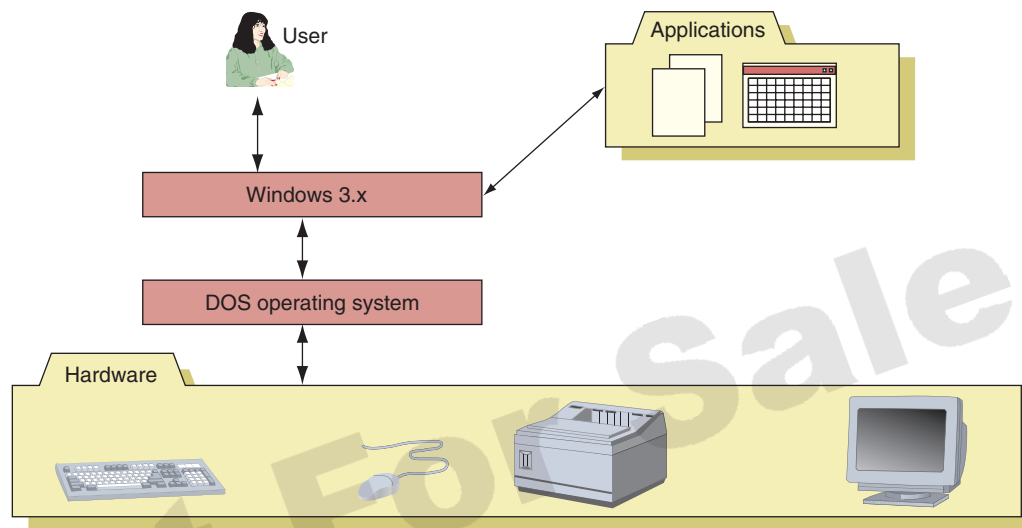 User
Applications
Windows 3.x
DOS operating system
Hardware
t For Sale